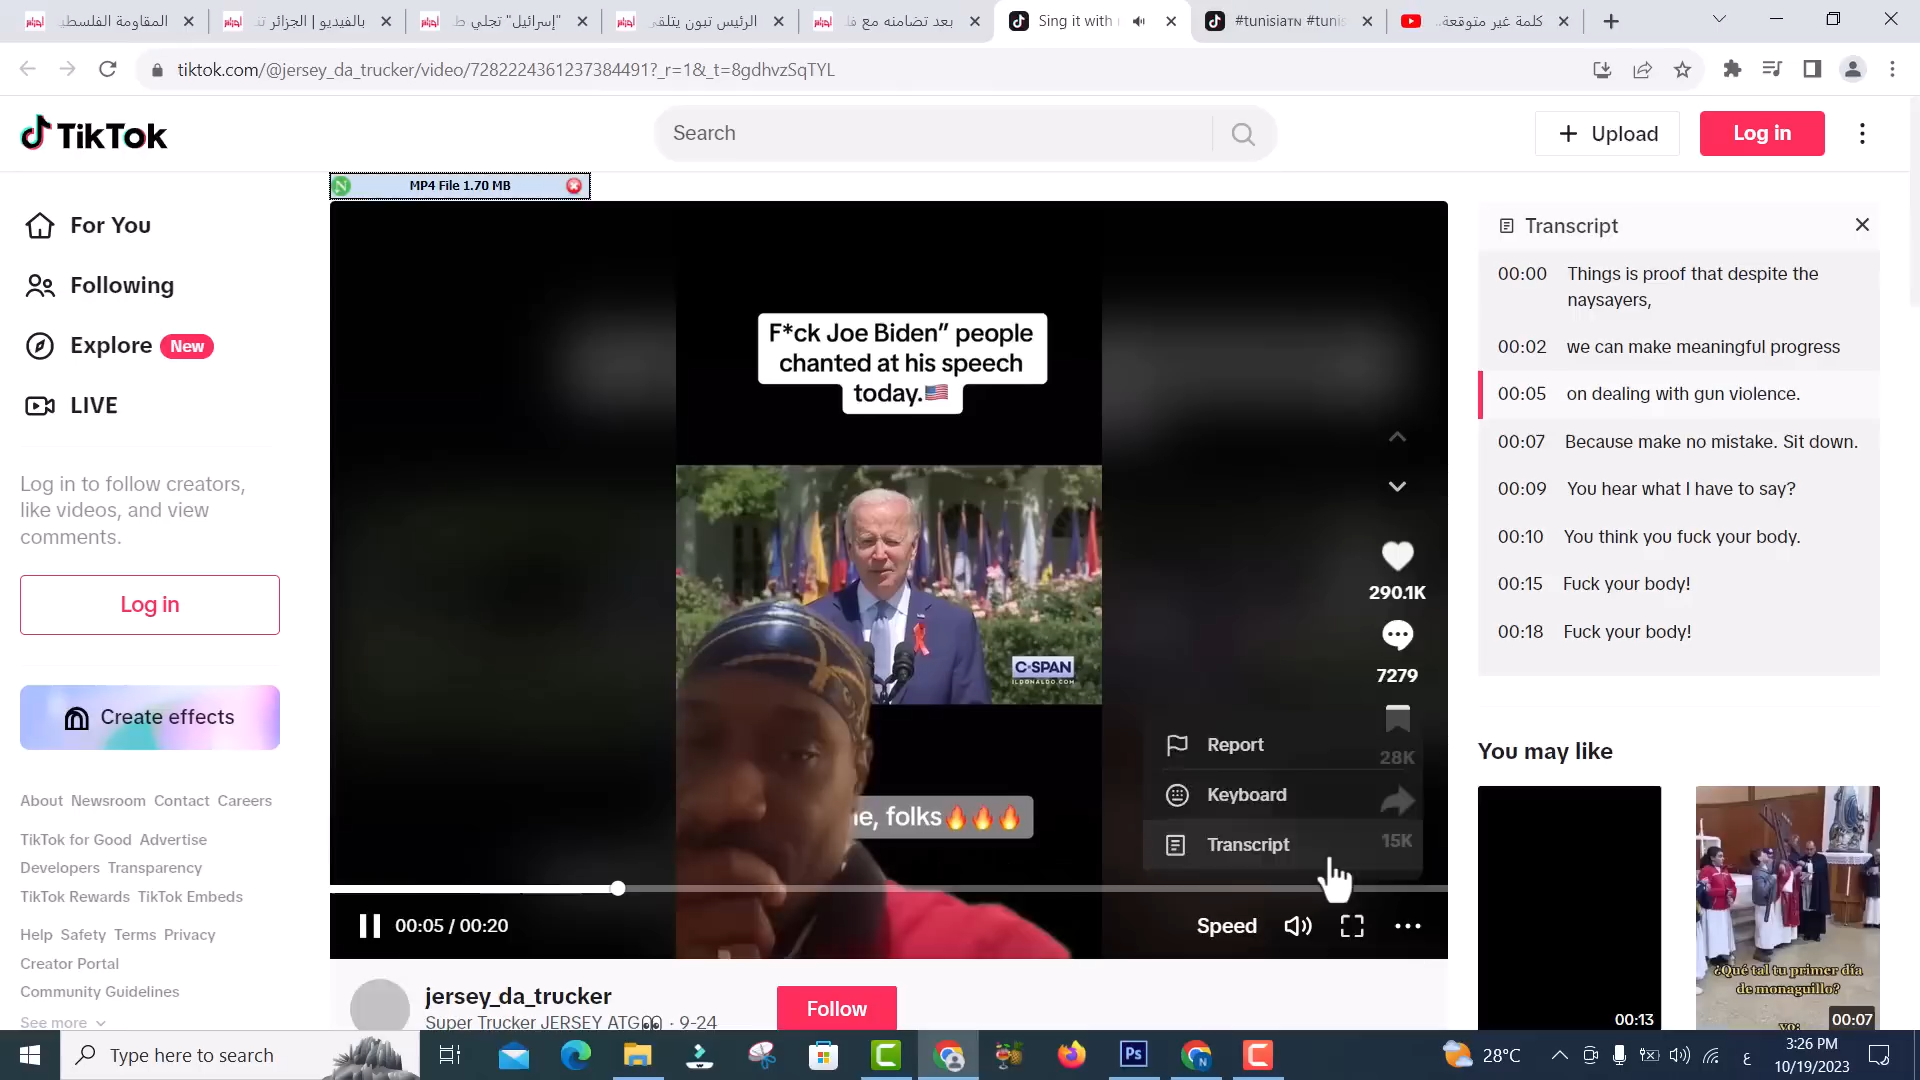 المقاومة الفلسطي
بالفيديو | الجزائر تن
"إسرائيل" تجلي ط
الرئيس تبون يتلقى
بعد تضامنه مع فل
Sing it with
#tunisia🇹🇳 #tunis
كلمة غير متوقعة..
tiktok.com/@jersey_da_trucker/video/7282224361237384491?_r=1&_t=8gdhvzSqTYL
TikTok
Search
Upload
Log in
MP4 File 1.70 MB
For You
Following
Explore New
LIVE
Log in to follow creators,
like videos, and view
comments.
Log in
Create effects
About Newsroom Contact Careers
TikTok for Good Advertise
Developers Transparency
TikTok Rewards TikTok Embeds
Help Safety Terms Privacy
Creator Portal
Community Guidelines
See more
F*ck Joe Biden” people
chanted at his speech
today.🇺🇸
C-SPAN
ILDONALDO.COM
e, folks🔥🔥🔥
290.1K
7279
28K
15K
Report
Keyboard
Transcript
00:05 / 00:20
Speed
jersey_da_trucker
Super Trucker JERSEY ATG👀 · 9-24
Follow
Transcript
00:00 Things is proof that despite the
naysayers,
00:02 we can make meaningful progress
00:05 on dealing with gun violence.
00:07 Because make no mistake. Sit down.
00:09 You hear what I have to say?
00:10 You think you fuck your body.
00:15 Fuck your body!
00:18 Fuck your body!
You may like
00:13
¿Qué tal tu primer día
de monaguillo?
yo:
00:07
Type here to search
Ps
28°C
ع
3:26 PM
10/19/2023